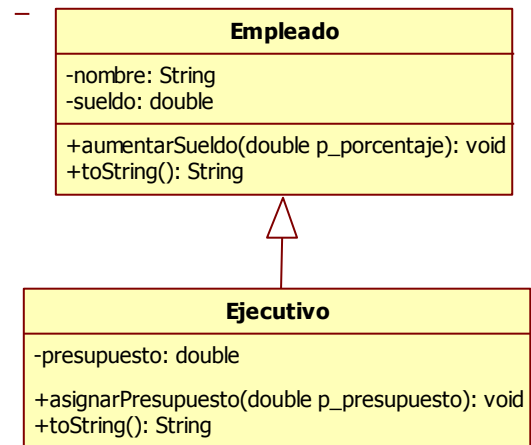 Empleado
-nombre: String
-sueldo: double
+aumentarSueldo(double p_porcentaje): void
+toString(): String
Ejecutivo
-presupuesto: double
+asignarPresupuesto(double p_presupuesto): void
+toString(): String